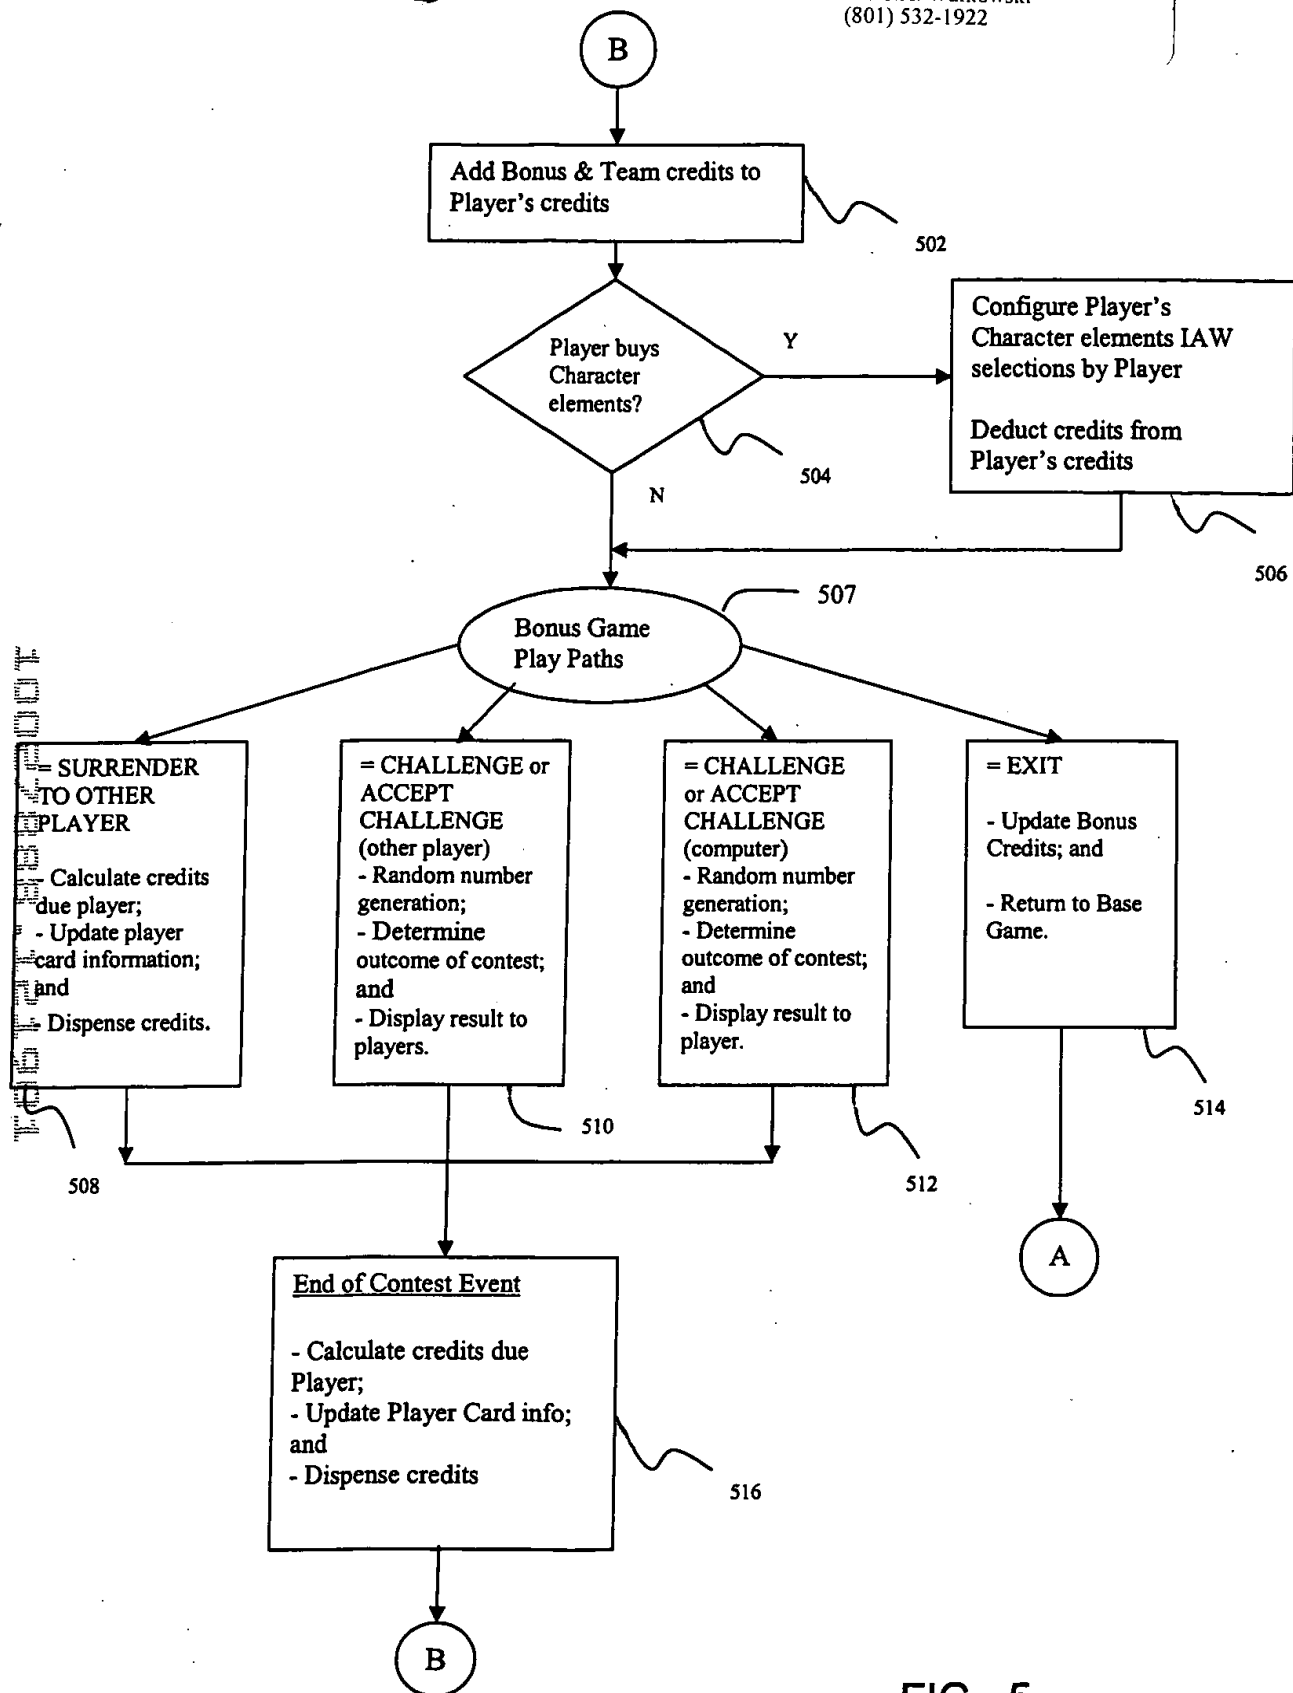 (801) 532-1922
B
Add Bonus & Team credits to
Player's credits
502
Player buys
Character
elements?
Y
504
N
Configure Player's
Character elements IAW
selections by Player
Deduct credits from
Player's credits
506
507
Bonus Game
Play Paths
= SURRENDER
TO OTHER
PLAYER
- Calculate credits
due player;
- Update player
card information;
and
- Dispense credits.
508
= CHALLENGE or
ACCEPT
CHALLENGE
(other player)
- Random number
generation;
- Determine
outcome of contest;
and
- Display result to
players.
510
= CHALLENGE
or ACCEPT
CHALLENGE
(computer)
- Random number
generation;
- Determine
outcome of contest;
and
- Display result to
player.
512
= EXIT
- Update Bonus
Credits; and
- Return to Base
Game.
514
A
End of Contest Event
- Calculate credits due
Player;
- Update Player Card info;
and
- Dispense credits
516
B